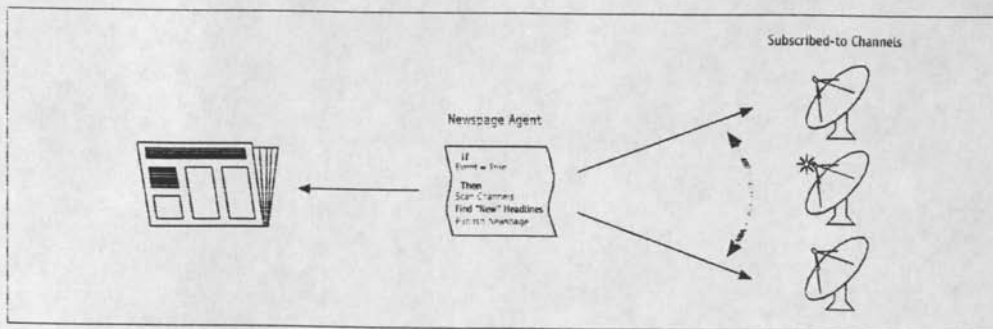 Subscribed-to Channels
Newspage Agent
if
Event = True
Then
Scan Channels
Find "New" Headlines
Publish Newspage